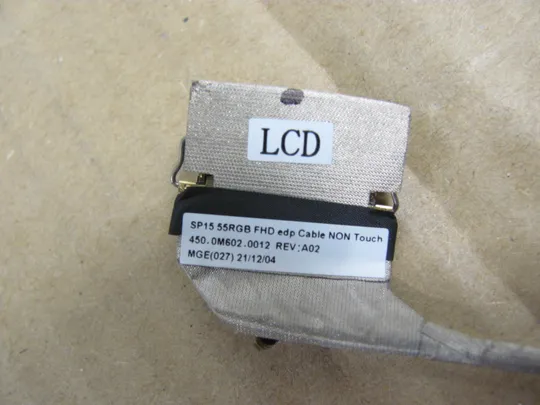 LCD
SP15 55RGB FHD edp Cable NON Touch
450.0M602.0012 REV;A02
MGE(027) 21/12/04